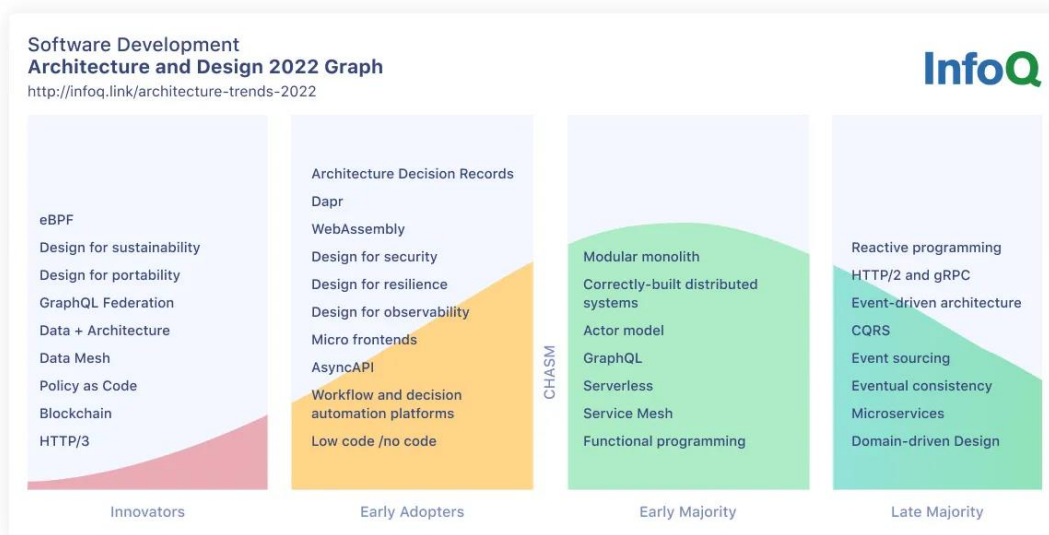 Software Development
Architecture and Design 2022 Graph
http://infoq.link/architecture-trends-2022
InfoQ
eBPF
Design for sustainability
Design for portability
GraphQL Federation
Data + Architecture
Data Mesh
Policy as Code
Blockchain
HTTP/3
Innovators
Architecture Decision Records
Dapr
WebAssembly
Design for security
Design for resilience
Design for observability
Micro frontends
AsyncAPI
Workflow and decision
automation platforms
Low code /no code
Early Adopters
CHASM
Modular monolith
Correctly-built distributed
systems
Actor model
GraphQL
Serverless
Service Mesh
Functional programming
Early Majority
Reactive programming
HTTP/2 and gRPC
Event-driven architecture
CQRS
Event sourcing
Eventual consistency
Microservices
Domain-driven Design
Late Majority